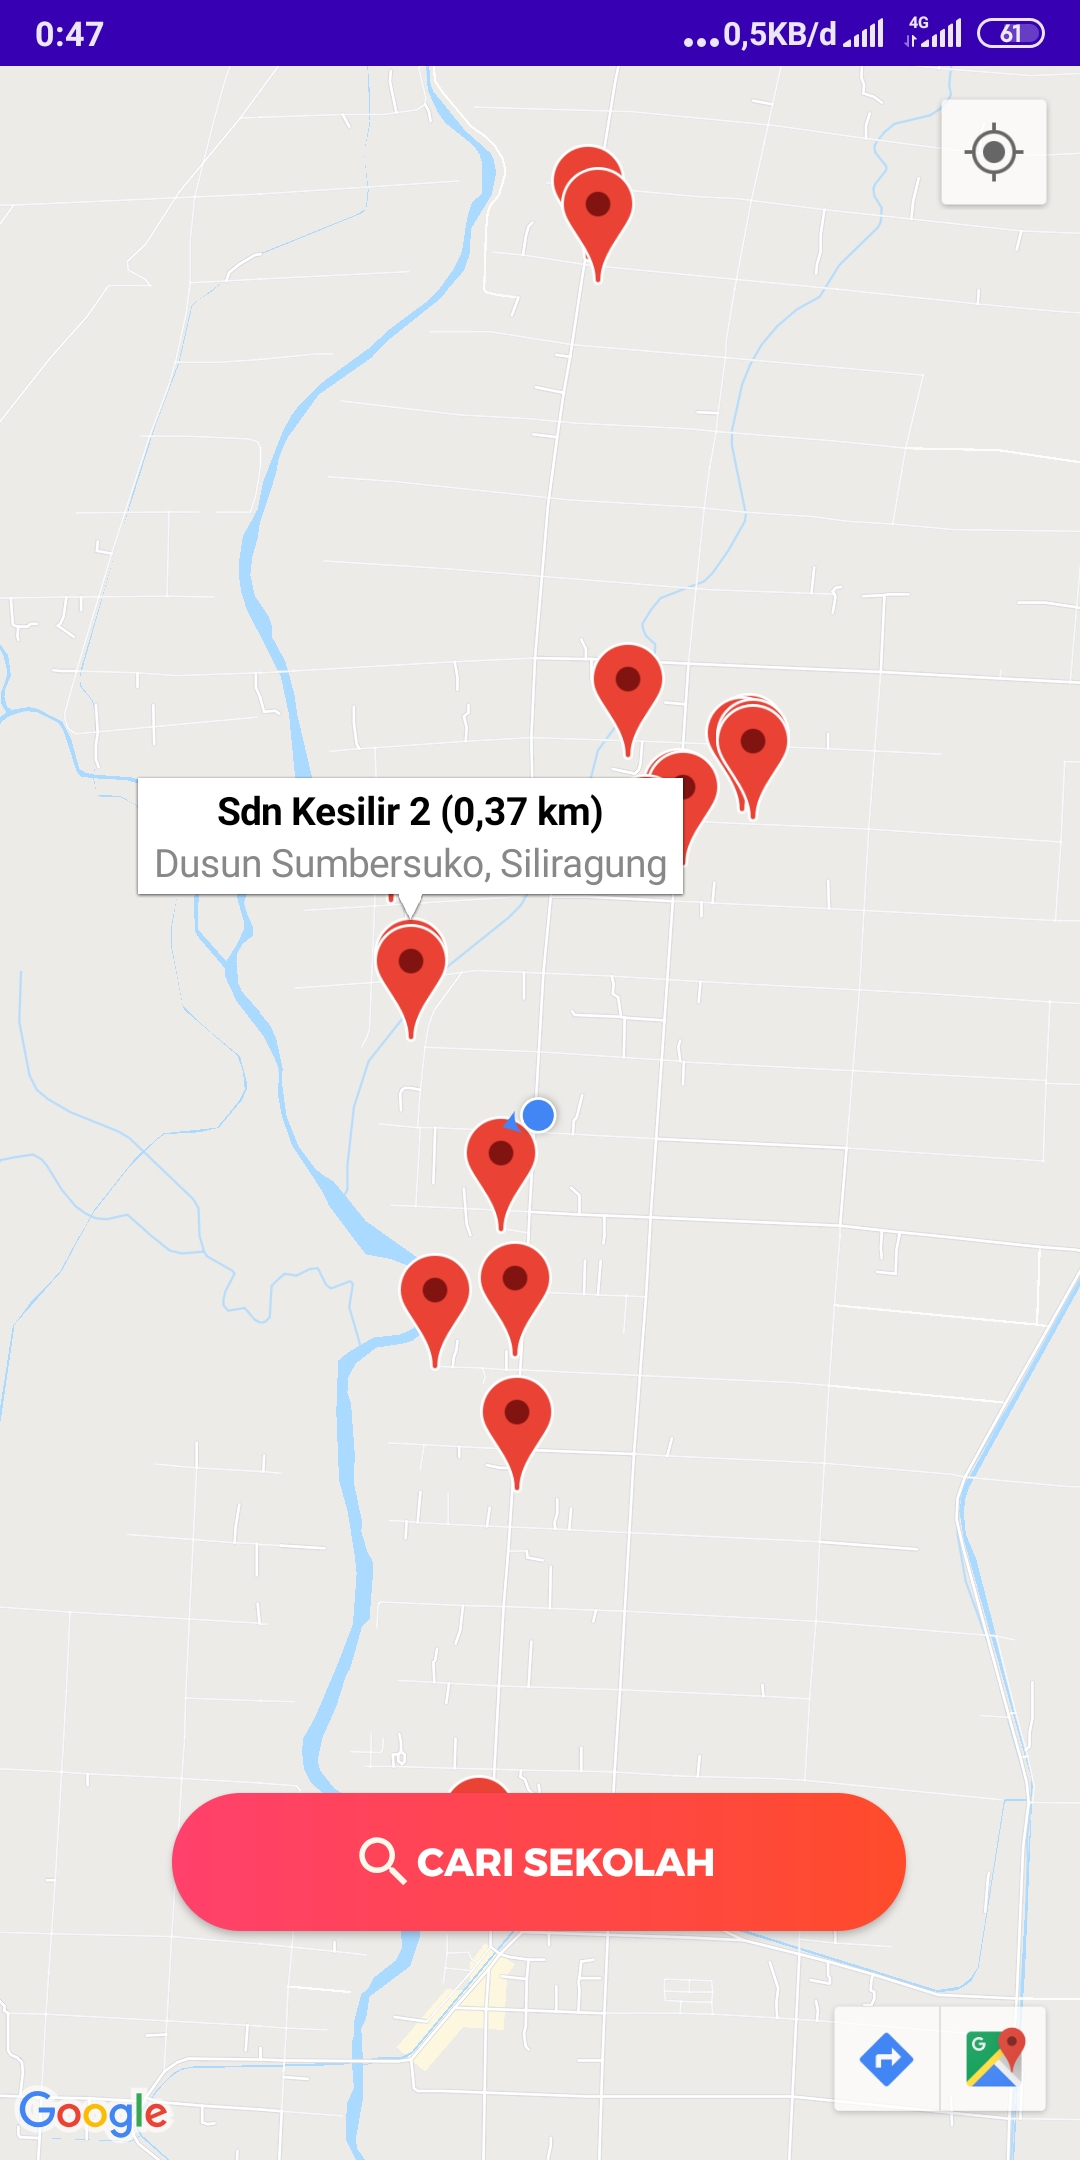 0:47
...0,5KB/d
4G
61
Sdn Kesilir 2 (0,37 km)
Dusun Sumbersuko, Siliragung
CARI SEKOLAH
G
Google